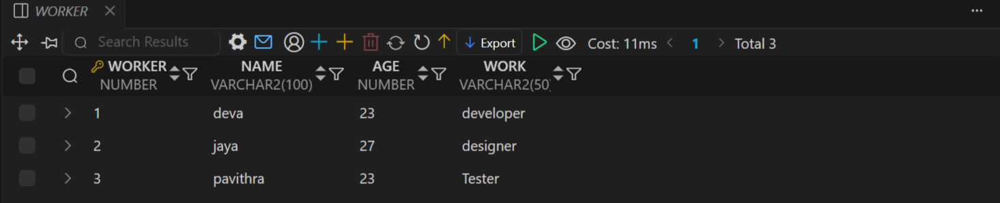 WORKER
Search Results Export Cost: 11ms 1 Total 3
WORKER NAME AGE WORK
NUMBER VARCHAR2(100) NUMBER VARCHAR2(50)
1 deva 23 developer
2 jaya 27 designer
3 pavithra 23 Tester